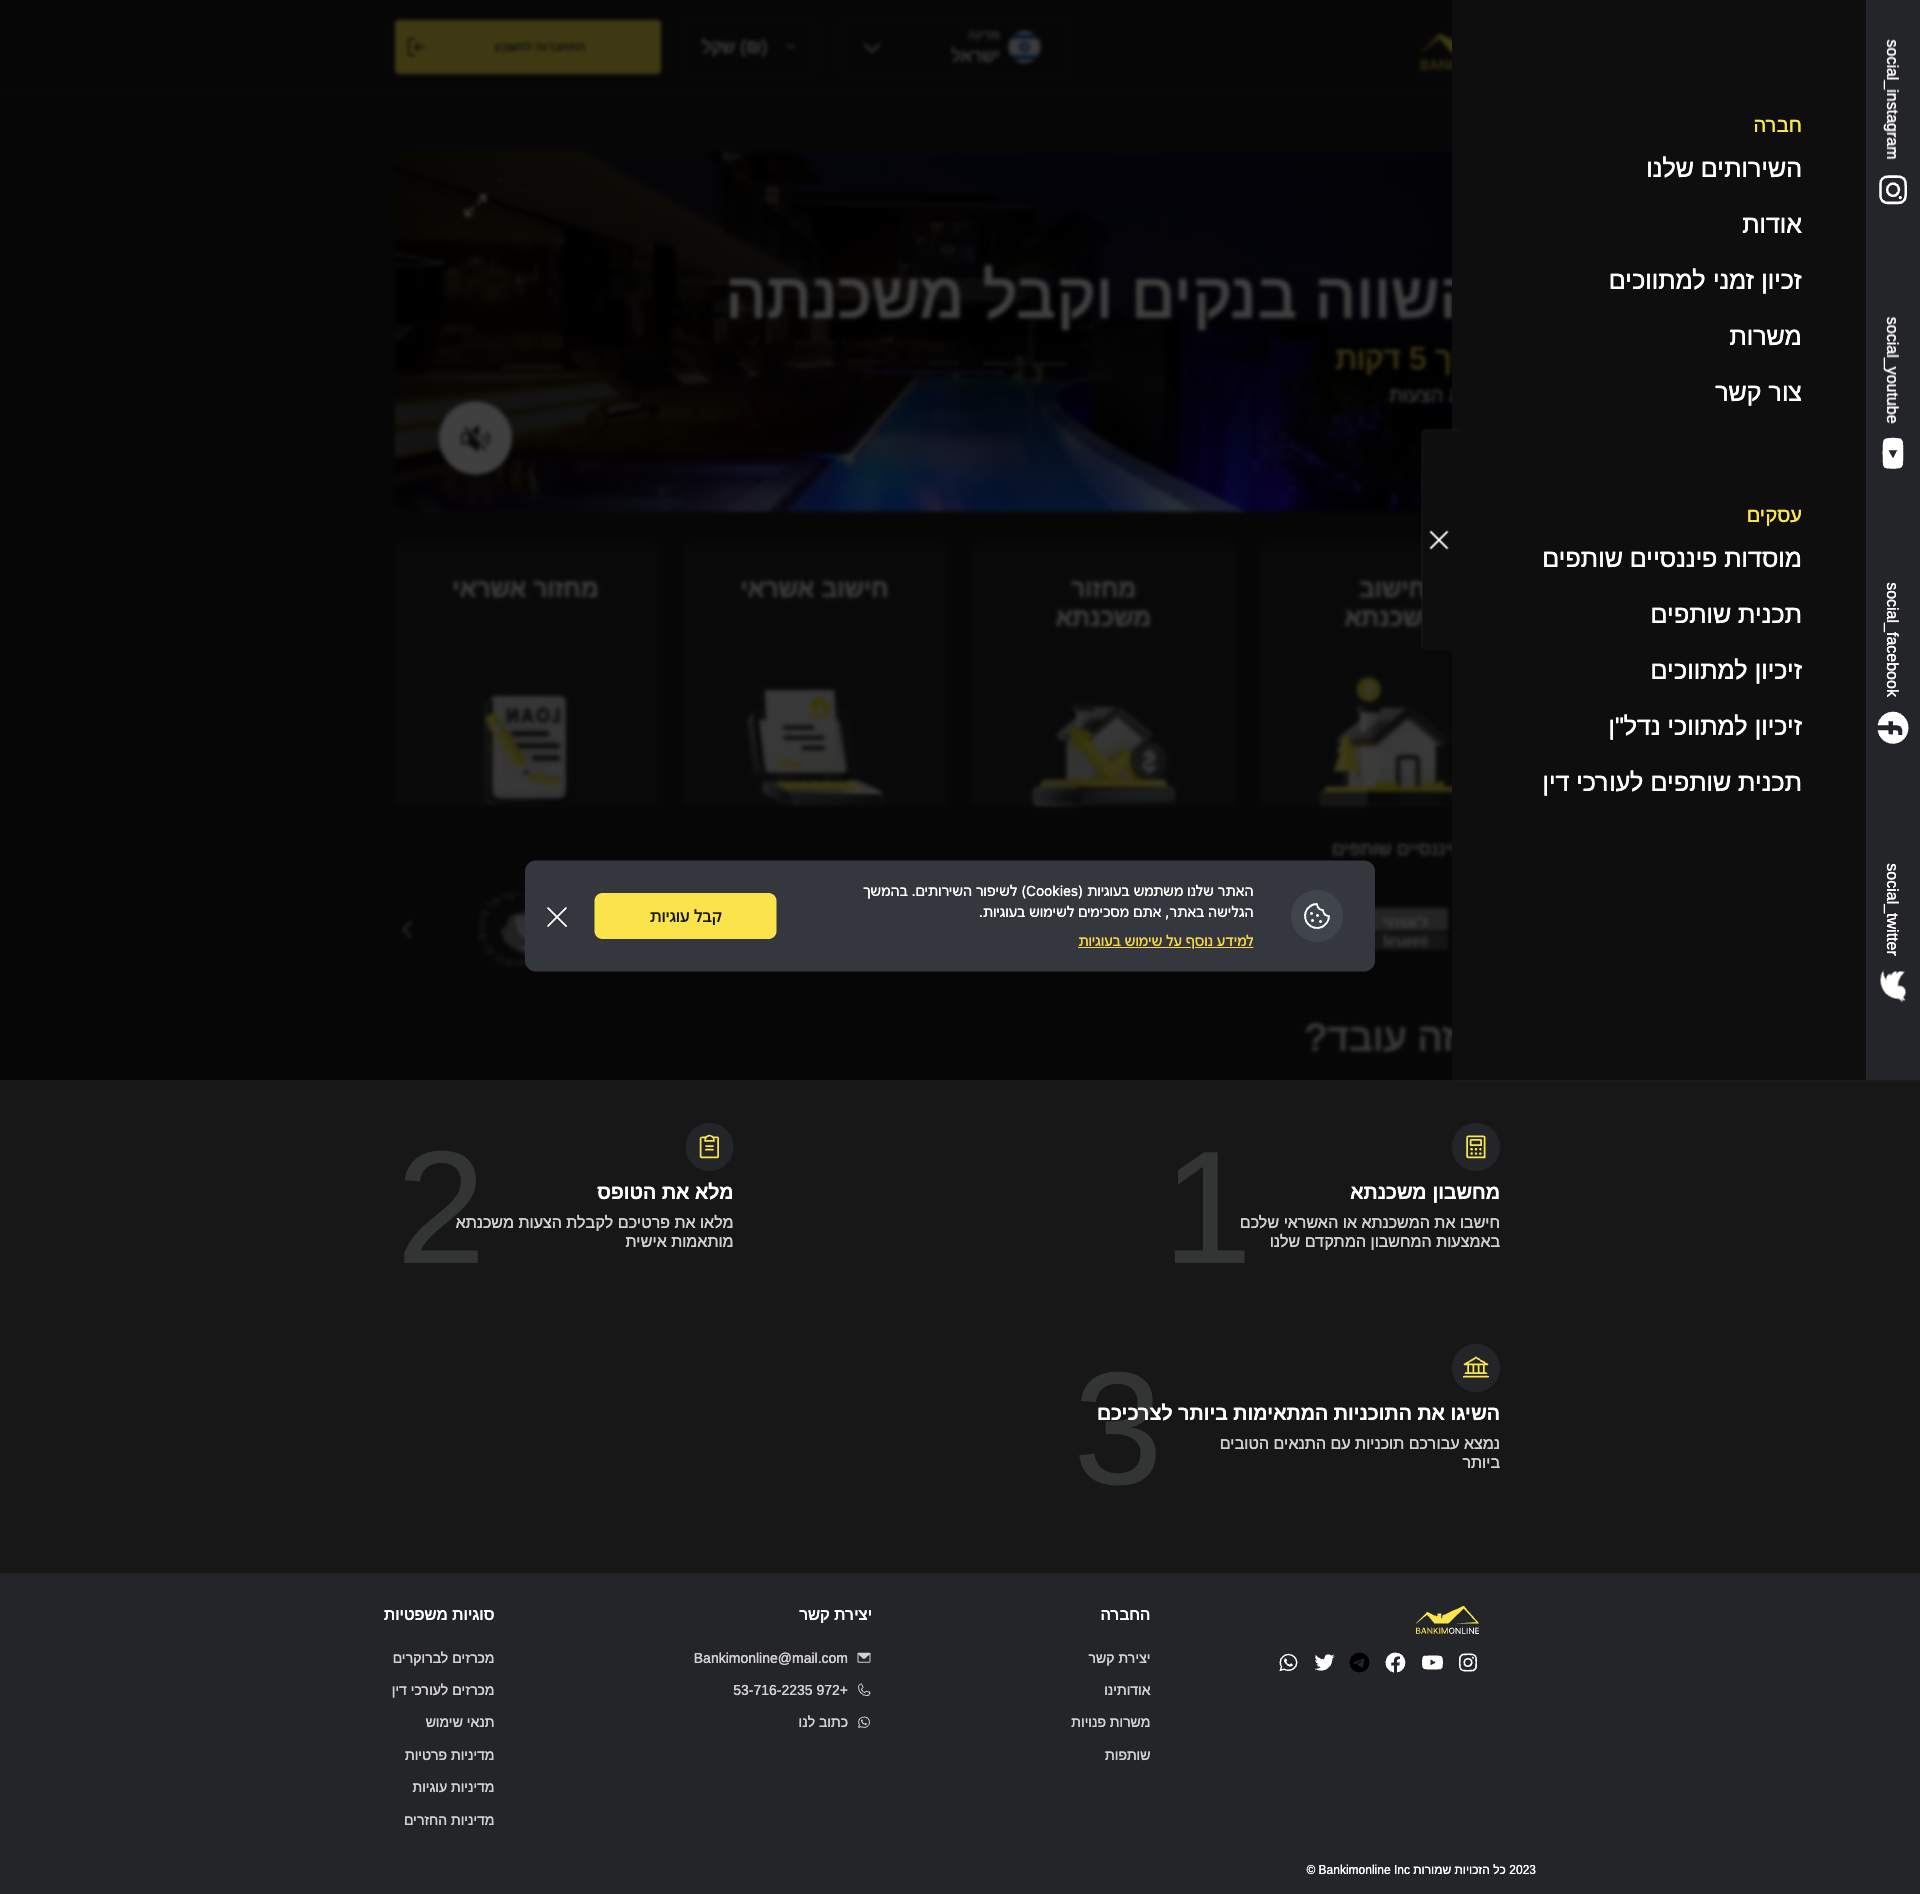 social_instagram
social_youtube
social_facebook
social_twitter
חברה
השירותים שלנו
אודות
זכיון זמני למתווכים
משרות
צור קשר
עסקים
מוסדות פיננסיים שותפים
תכנית שותפים
זיכיון למתווכים
זיכיון למתווכי נדל"ן
תכנית שותפים לעורכי דין
מדינה
ישראל
(₪) שקל
השווה בנקים וקבל משכנתה
5 דקות
הצעות
חישוב
משכנתא
מחזור
משכנתא
חישוב אשראי
מחזור אשראי
LOAN
שותפים
האתר שלנו משתמש בעוגיות (Cookies) לשיפור השירותים. בהמשך
הגלישה באתר, אתם מסכימים לשימוש בעוגיות.
למידע נוסף על שימוש בעוגיות
קבל עוגיות
זה עובד?
1
מחשבון משכנתא
חישבו את המשכנתא או האשראי שלכם
באמצעות המחשבון המתקדם שלנו
2
מלא את הטופס
מלאו את פרטיכם לקבלת הצעות משכנתא
מותאמות אישית
3
השיגו את התוכניות המתאימות ביותר לצרכיכם
נמצא עבורכם תוכניות עם התנאים הטובים
ביותר
BANKIMONLINE
החברה
יצירת קשר
אודותינו
משרות פנויות
שותפות
יצירת קשר
Bankimonline@mail.com
53-716-2235 972+
כתוב לנו
סוגיות משפטיות
מכרזים לברוקרים
מכרזים לעורכי דין
תנאי שימוש
מדיניות פרטיות
מדיניות עוגיות
מדיניות החזרים
2023 כל הזכויות שמורות Bankimonline Inc ©